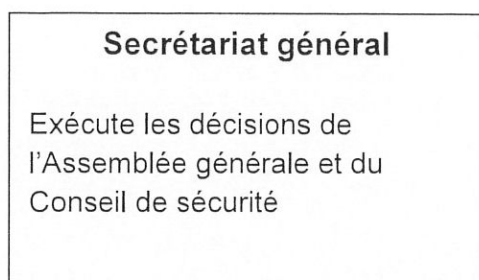 Secrétariat général
Exécute les décisions de
l'Assemblée générale et du
Conseil de sécurité